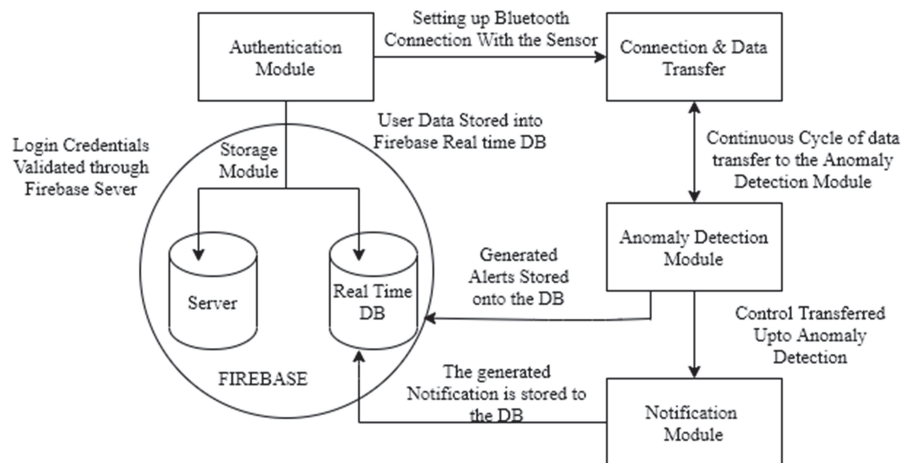 Authentication
Module
Setting up Bluetooth
Connection With the Sensor
Connection & Data
Transfer
Login Credentials
Validated through
Firebase Sever
Storage
Module
User Data Stored into
Firebase Real time DB
Continuous Cycle of data
transfer to the Anomaly
Detection Module
Anomaly Detection
Module
Server
Real Time
DB
Generated
Alerts Stored
onto the DB
Control Transferred
Upto Anomaly
Detection
FIREBASE
The generated
Notification is stored to
the DB
Notification
Module